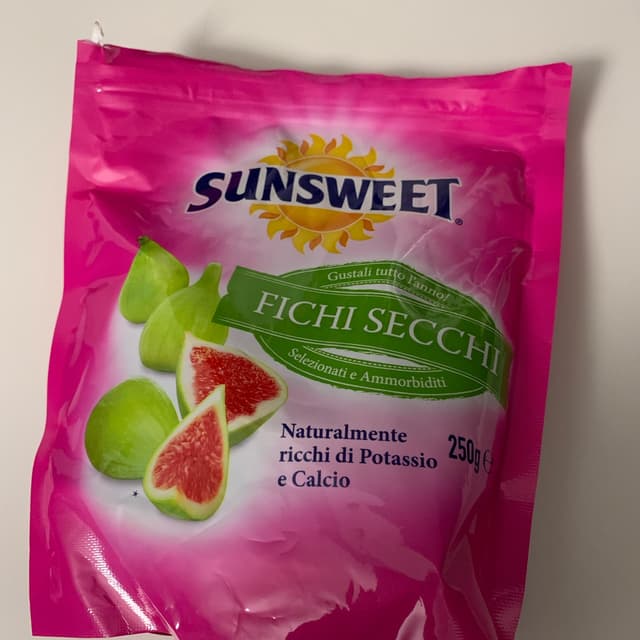 SUNSWEET®
Gustali tutto l'anno!
FICHI SECCHI
Selezionati e Ammorbiditi
Naturalmente
ricchi di Potassio
e Calcio
250g e